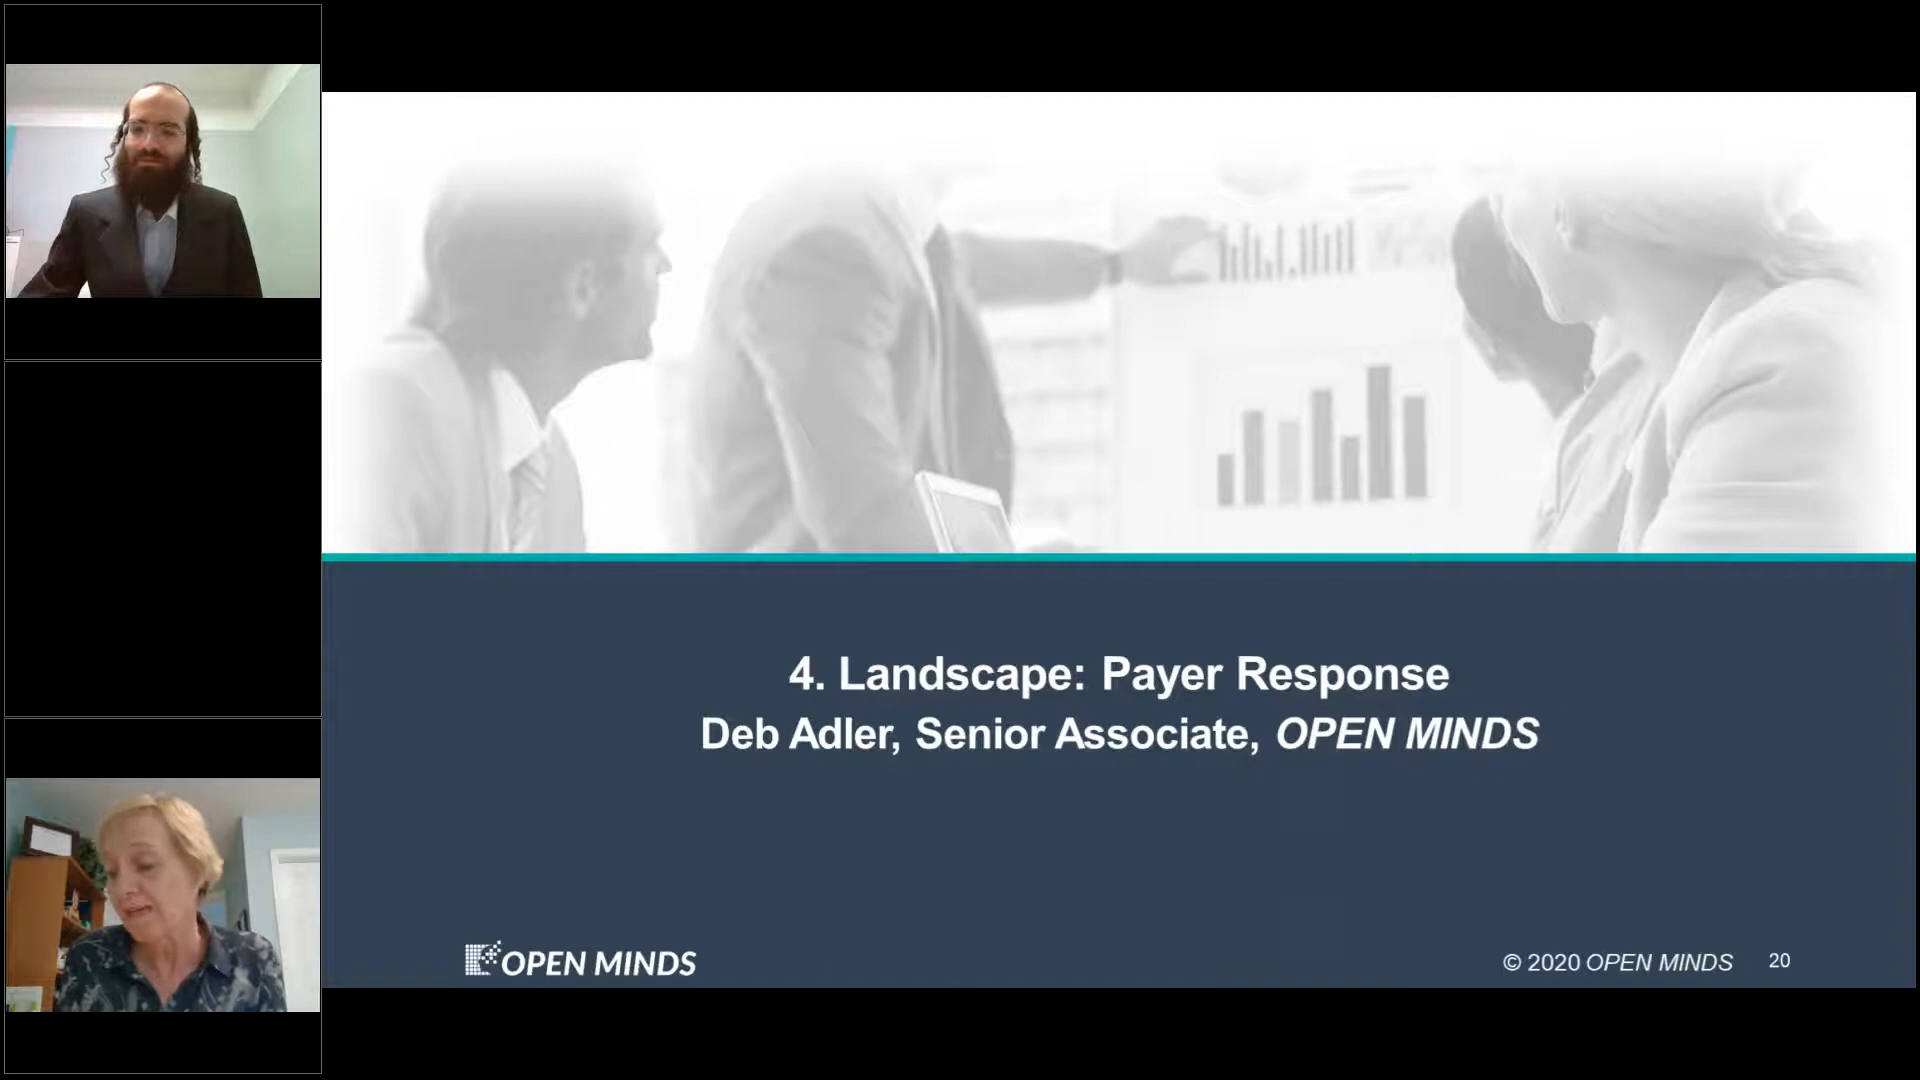 4. Landscape: Payer Response
Deb Adler, Senior Associate, OPEN MINDS
OPEN MINDS
© 2020 OPEN MINDS 20